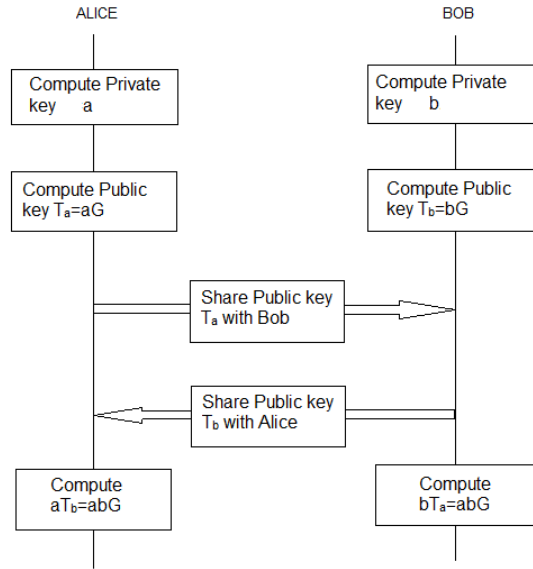 ALICE
BOB
Compute Private
key a
Compute Private
key b
Compute Public
key Tₐ=aG
Compute Public
key T_b=bG
Share Public key
Tₐ with Bob
Share Public key
T_b with Alice
Compute
aT_b=abG
Compute
bTₐ=abG